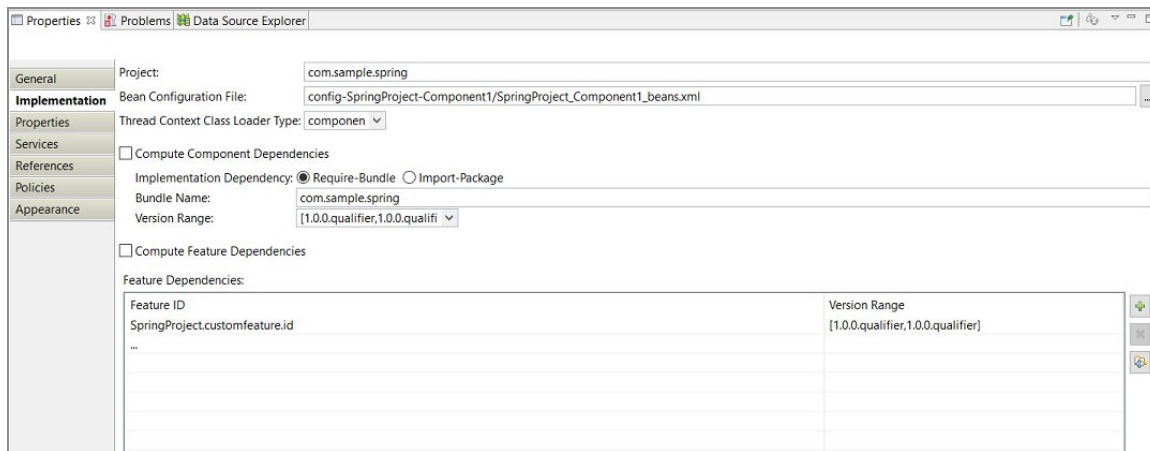 Properties Problems Data Source Explorer
General
Implementation
Properties
Services
References
Policies
Appearance
Project: com.sample.spring
Bean Configuration File: config-SpringProject-Component1/SpringProject_Component1_beans.xml ...
Thread Context Class Loader Type: componen
Compute Component Dependencies
Implementation Dependency: Require-Bundle Import-Package
Bundle Name: com.sample.spring
Version Range: [1.0.0.qualifier,1.0.0.qualifi
Compute Feature Dependencies
Feature Dependencies:
Feature ID Version Range
SpringProject.customfeature.id [1.0.0.qualifier,1.0.0.qualifier]
...